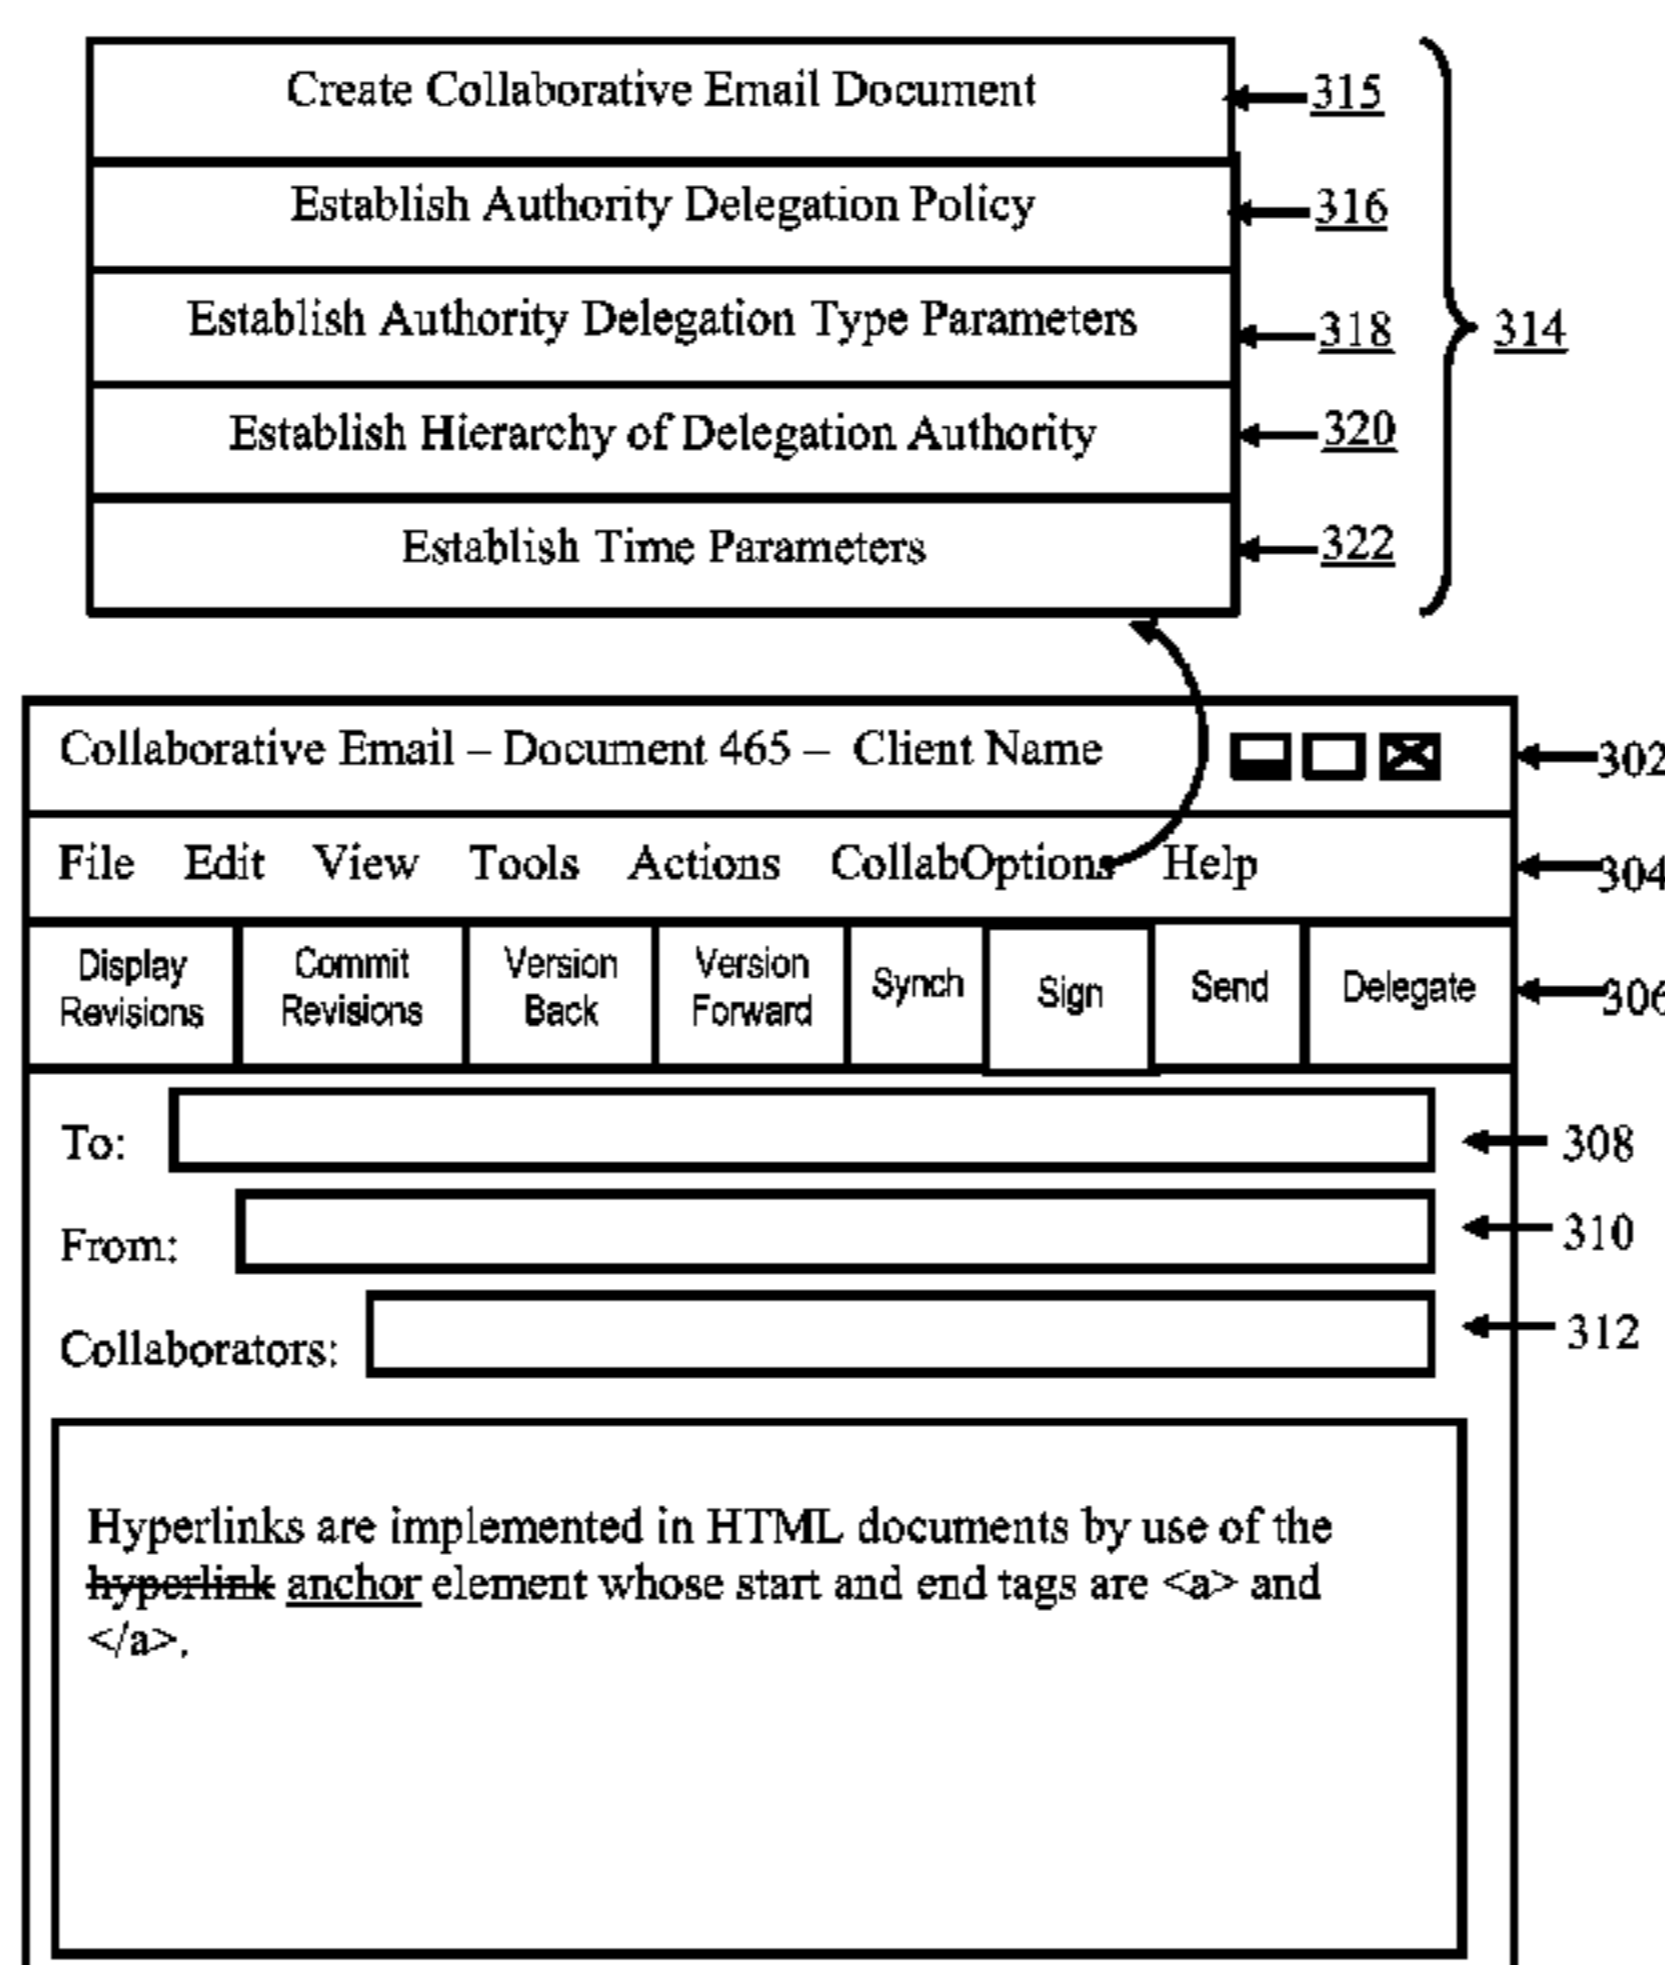 Create Collaborative Email Document 315
Establish Authority Delegation Policy 316
Establish Authority Delegation Type Parameters 318 314
Establish Hierarchy of Delegation Authority 320
Establish Time Parameters 322
Collaborative Email – Document 465 – Client Name 302
File Edit View Tools Actions CollabOptions Help 304
Display Revisions Commit Revisions Version Back Version Forward Synch Sign Send Delegate 306
To: 308
From: 310
Collaborators: 312
Hyperlinks are implemented in HTML documents by use of the
hyperlink anchor element whose start and end tags are <a> and
</a>.